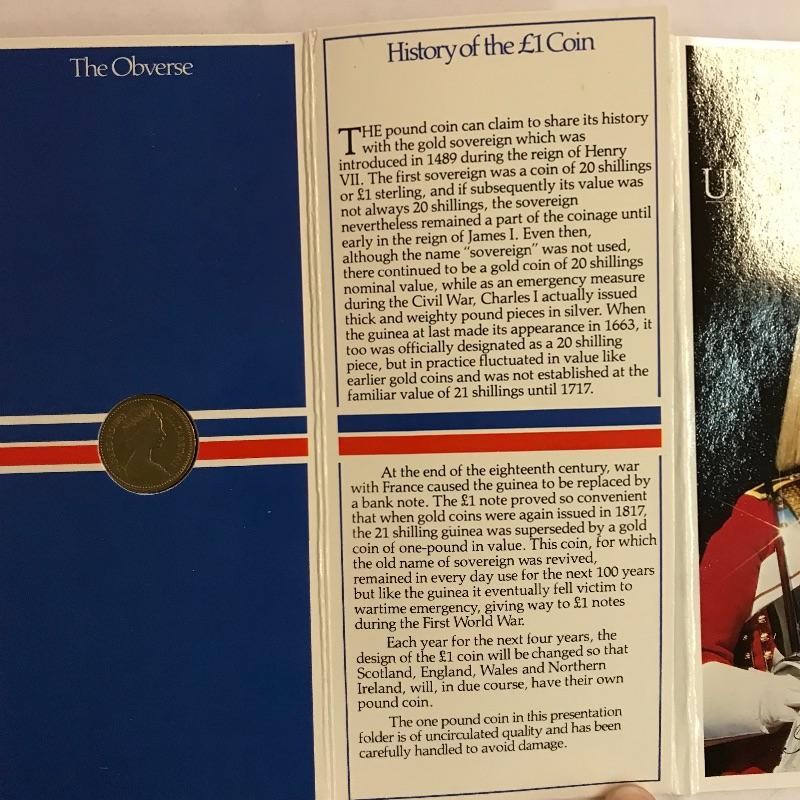 The Obverse
History of the £1 Coin
THE pound coin can claim to share its history
with the gold sovereign which was
introduced in 1489 during the reign of Henry
VII. The first sovereign was a coin of 20 shillings
or £1 sterling, and if subsequently its value was
not always 20 shillings, the sovereign
nevertheless remained a part of the coinage until
early in the reign of James I. Even then,
although the name "sovereign" was not used,
there continued to be a gold coin of 20 shillings
nominal value, while as an emergency measure
during the Civil War, Charles I actually issued
thick and weighty pound pieces in silver. When
the guinea at last made its appearance in 1663, it
too was officially designated as a 20 shilling
piece, but in practice fluctuated in value like
earlier gold coins and was not established at the
familiar value of 21 shillings until 1717.
At the end of the eighteenth century, war
with France caused the guinea to be replaced by
a bank note. The £1 note proved so convenient
that when gold coins were again issued in 1817,
the 21 shilling guinea was superseded by a gold
coin of one-pound in value. This coin, for which
the old name of sovereign was revived,
remained in every day use for the next 100 years
but like the guinea it eventually fell victim to
wartime emergency, giving way to £1 notes
during the First World War.
Each year for the next four years, the
design of the £1 coin will be changed so that
Scotland, England, Wales and Northern
Ireland, will, in due course, have their own
pound coin.
The one pound coin in this presentation
folder is of uncirculated quality and has been
carefully handled to avoid damage.